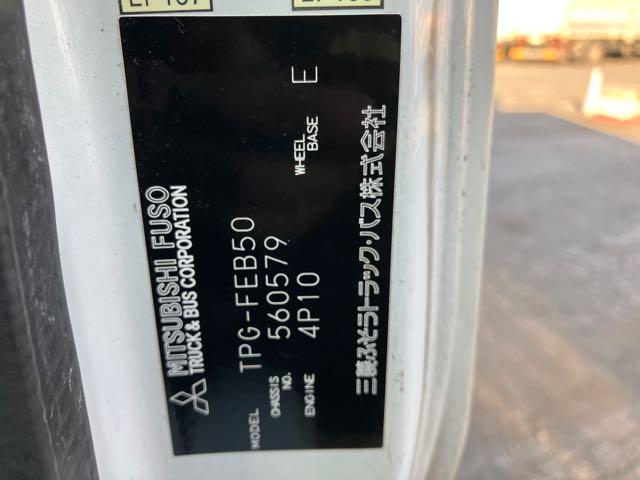 MITSUBISHI FUSO
TRUCK & BUS CORPORATION
MODEL TPG-FEB50
CHASSIS NO. 560579
ENGINE 4P10 WHEEL BASE E
三菱ふそうトラック・バス株式会社